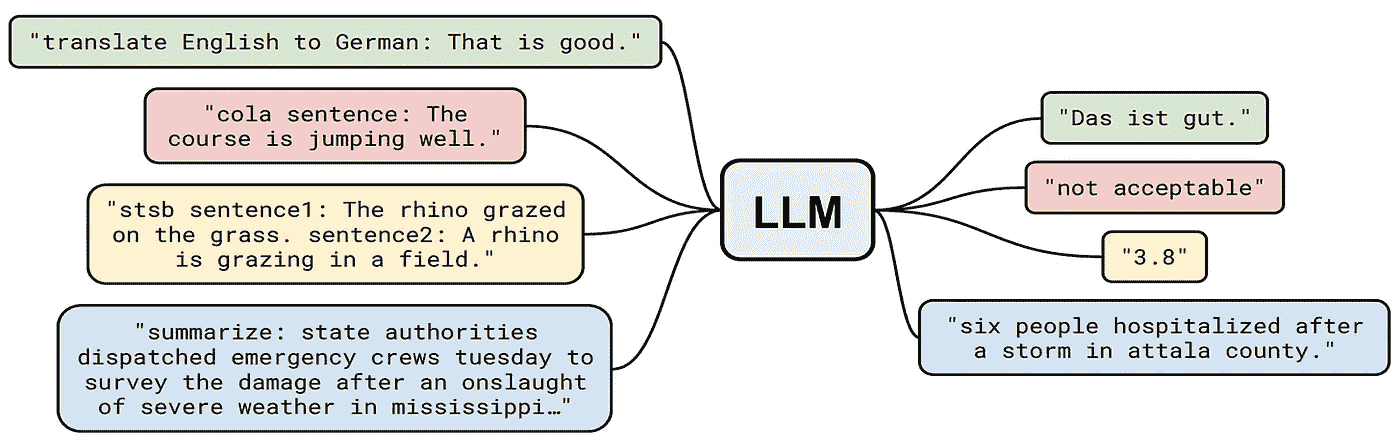 "translate English to German: That is good."
"cola sentence: The
course is jumping well."
"stsb sentence1: The rhino grazed
on the grass. sentence2: A rhino
is grazing in a field."
"summarize: state authorities
dispatched emergency crews tuesday to
survey the damage after an onslaught
of severe weather in mississippi…"
LLM
"Das ist gut."
"not acceptable"
"3.8"
"six people hospitalized after
a storm in attala county."